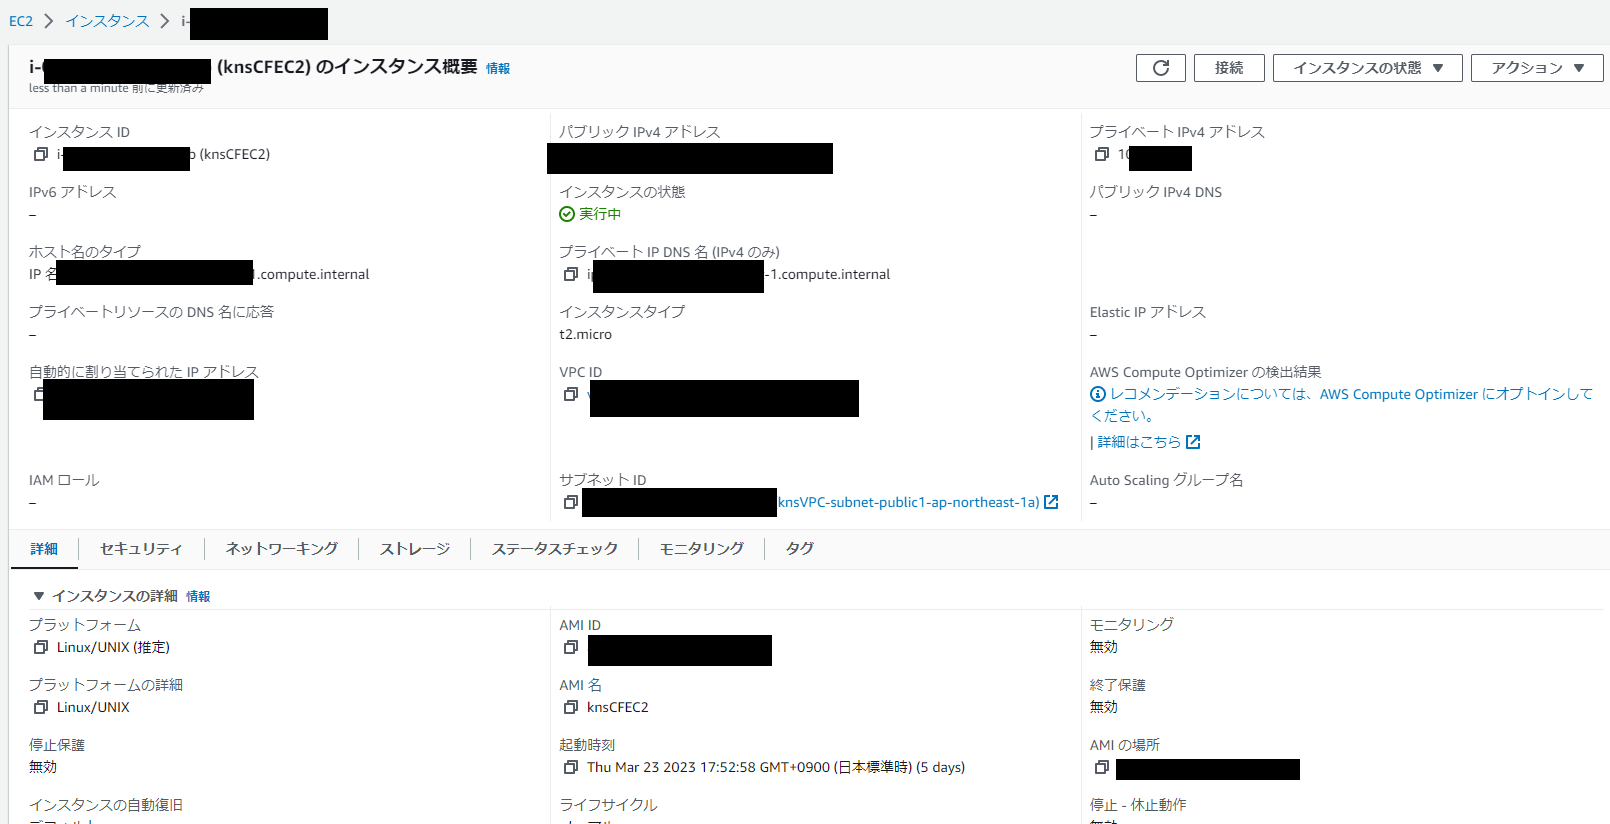 EC2 > インスタンス > i-
i- (knsCFEC2) のインスタンス概要 情報
less than a minute 前に更新済み
接続
インスタンスの状態 ▼
アクション ▼
インスタンス ID
i- (knsCFEC2)
パブリック IPv4 アドレス
プライベート IPv4 アドレス
10
IPv6 アドレス
–
インスタンスの状態
実行中
パブリック IPv4 DNS
–
ホスト名のタイプ
IP 名 .compute.internal
プライベート IP DNS 名 (IPv4 のみ)
-1.compute.internal
プライベートリソースの DNS 名に応答
–
インスタンスタイプ
t2.micro
Elastic IP アドレス
–
自動的に割り当てられた IP アドレス
VPC ID
AWS Compute Optimizer の検出結果
レコメンデーションについては、AWS Compute Optimizer にオプトインして
ください。
| 詳細はこちら
IAM ロール
–
サブネット ID
knsVPC-subnet-public1-ap-northeast-1a)
Auto Scaling グループ名
–
詳細
セキュリティ
ネットワーキング
ストレージ
ステータスチェック
モニタリング
タグ
▼ インスタンスの詳細 情報
プラットフォーム
Linux/UNIX (推定)
AMI ID
モニタリング
無効
プラットフォームの詳細
Linux/UNIX
AMI 名
knsCFEC2
終了保護
無効
停止保護
無効
起動時刻
Thu Mar 23 2023 17:52:58 GMT+0900 (日本標準時) (5 days)
AMI の場所
インスタンスの自動復旧
ライフサイクル
停止 - 休止動作